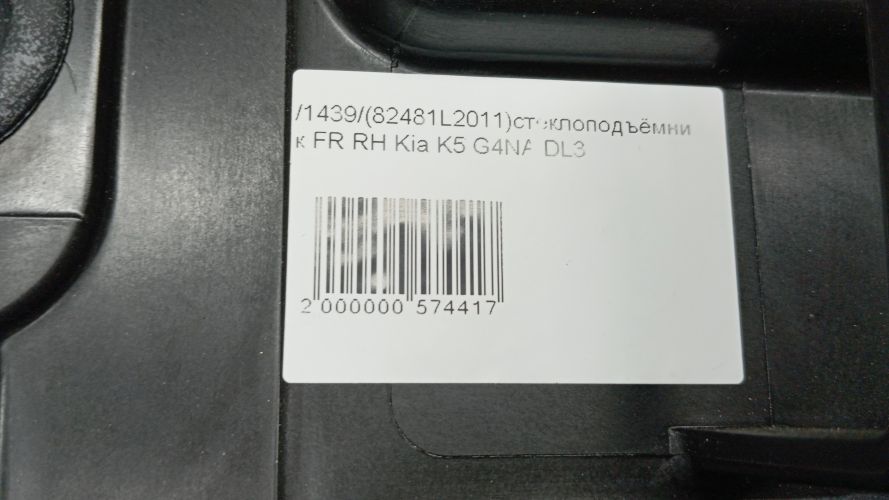 /1439/(82481L2011)стеклоподъёмни
к FR RH Kia K5 G4NA DL3
2 000000 574417